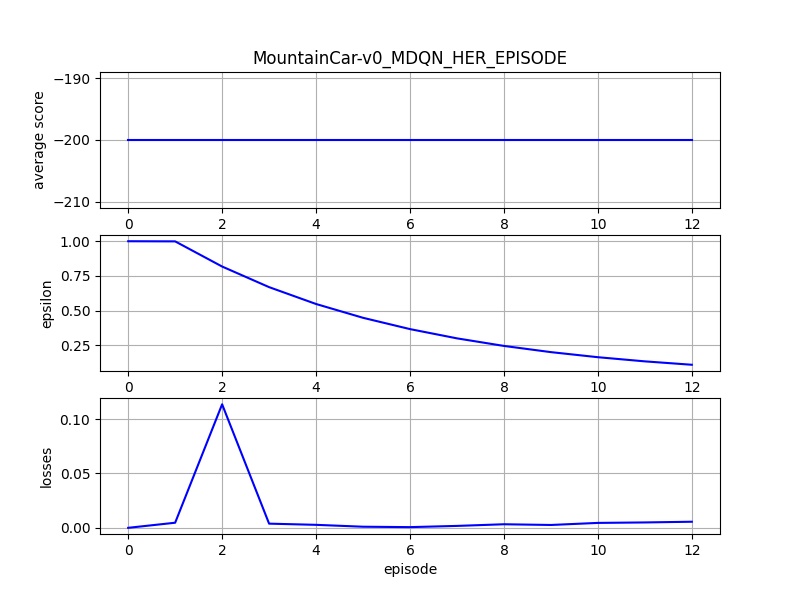 MountainCar-v0_MDQN_HER_EPISODE
−190
−200
−210
average score
0 2 4 6 8 10 12
1.00
0.75
0.50
0.25
epsilon
0 2 4 6 8 10 12
0.10
0.05
0.00
losses
0 2 4 6 8 10 12
episode